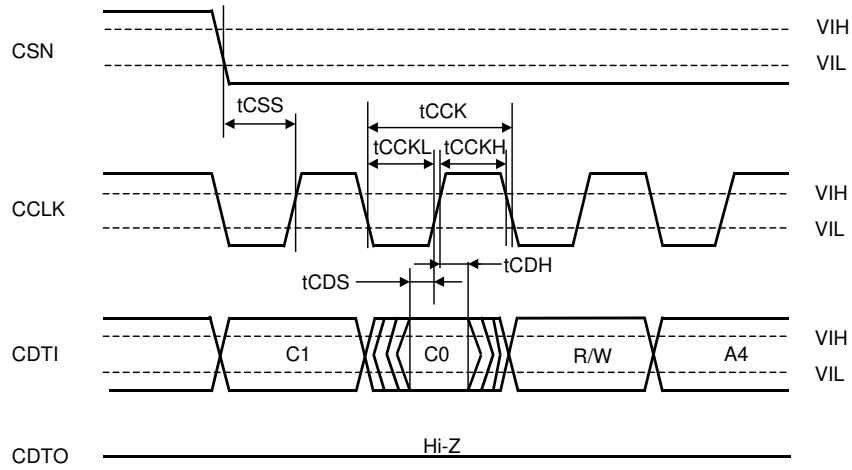 CSN
VIH
VIL
tCSS
tCCK
tCCKL
tCCKH
CCLK
VIH
VIL
tCDS
tCDH
CDTI
C1
C0
R/W
A4
VIH
VIL
CDTO
Hi-Z